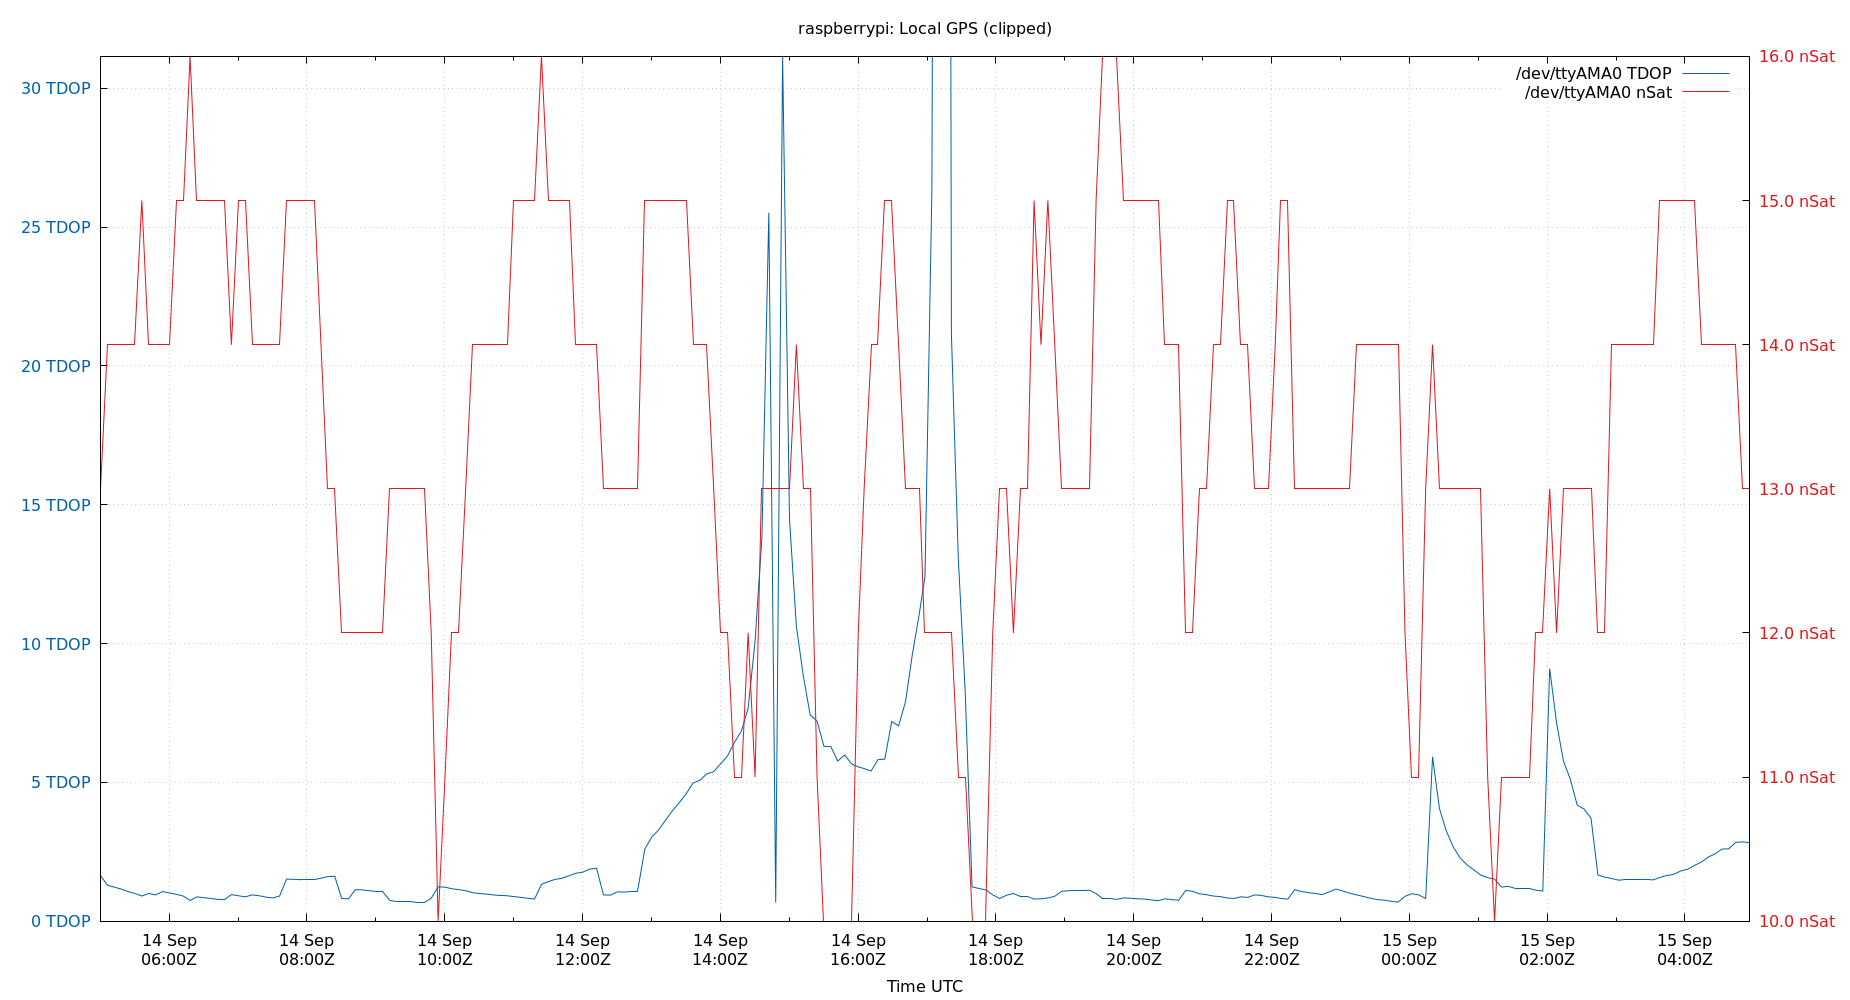 raspberrypi: Local GPS (clipped)
/dev/ttyAMA0 TDOP
/dev/ttyAMA0 nSat
30 TDOP
25 TDOP
20 TDOP
15 TDOP
10 TDOP
5 TDOP
0 TDOP
16.0 nSat
15.0 nSat
14.0 nSat
13.0 nSat
12.0 nSat
11.0 nSat
10.0 nSat
14 Sep
06:00Z
14 Sep
08:00Z
14 Sep
10:00Z
14 Sep
12:00Z
14 Sep
14:00Z
14 Sep
16:00Z
14 Sep
18:00Z
14 Sep
20:00Z
14 Sep
22:00Z
15 Sep
00:00Z
15 Sep
02:00Z
15 Sep
04:00Z
Time UTC